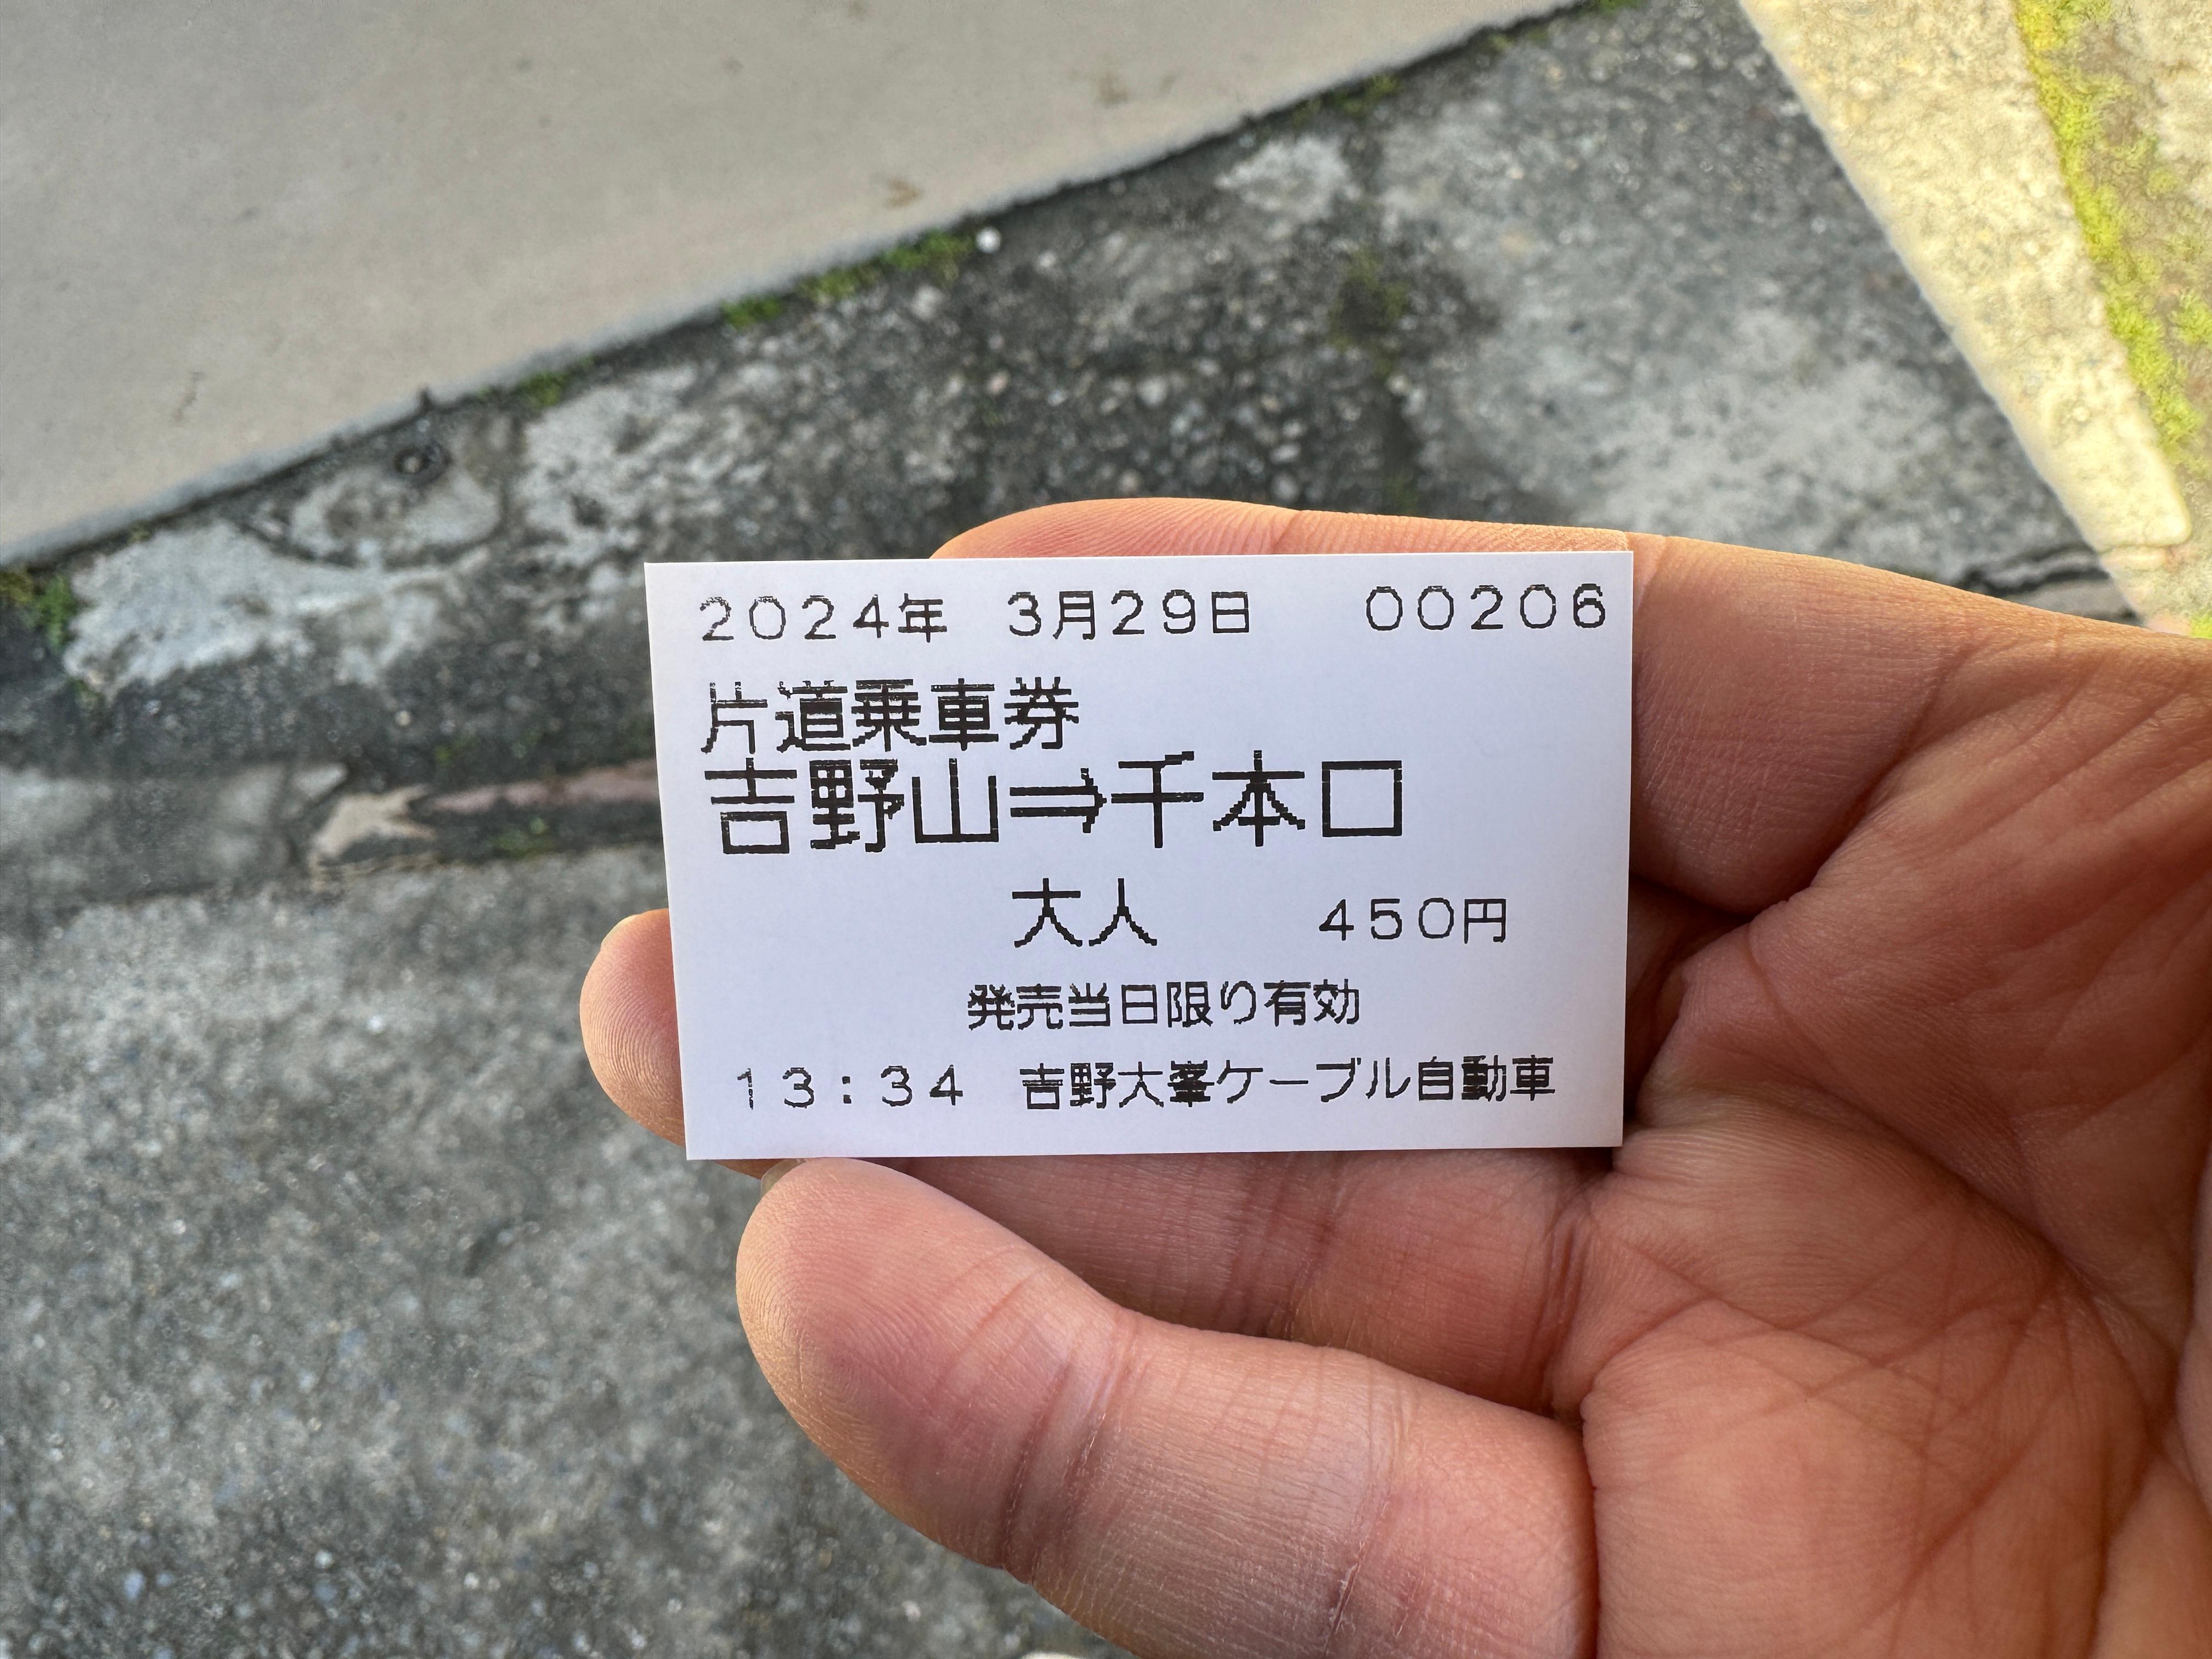 2024年 3月29日 00206
片道乗車券
吉野山⇒千本口
大人 450円
発売当日限り有効
13:34 吉野大峯ケーブル自動車